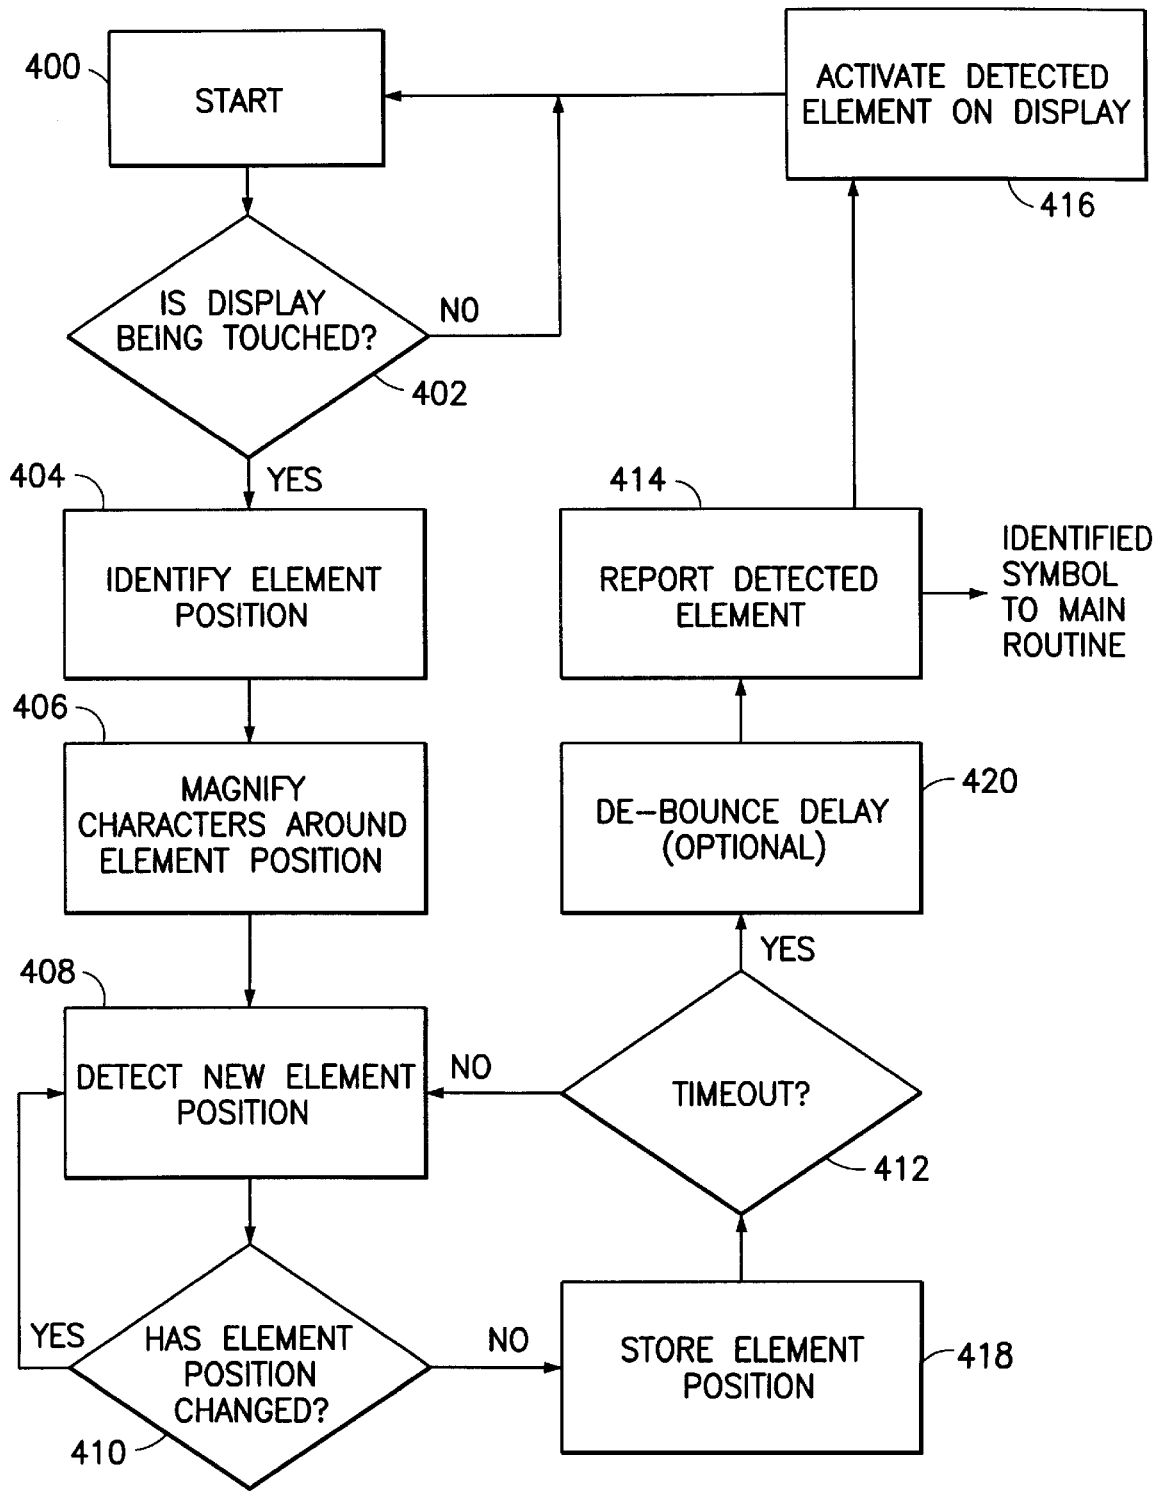 400
START
ACTIVATE DETECTED
ELEMENT ON DISPLAY
416
IS DISPLAY
BEING TOUCHED?
NO
402
YES
404
IDENTIFY ELEMENT
POSITION
414
REPORT DETECTED
ELEMENT
IDENTIFIED
SYMBOL
TO MAIN
ROUTINE
406
MAGNIFY
CHARACTERS AROUND
ELEMENT POSITION
DE-BOUNCE DELAY
(OPTIONAL)
420
YES
408
DETECT NEW ELEMENT
POSITION
NO
TIMEOUT?
412
YES
HAS ELEMENT
POSITION
CHANGED?
410
NO
STORE ELEMENT
POSITION
418